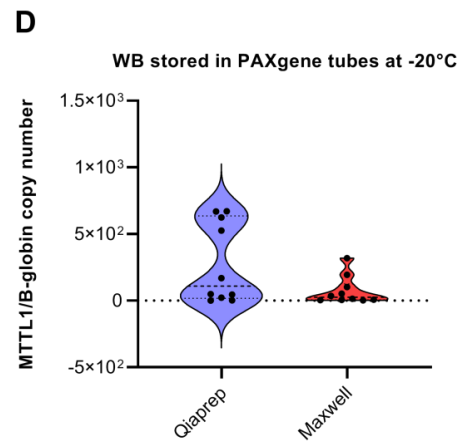 D
WB stored in PAXgene tubes at -20°C
MTTL1/B-globin copy number
1.5×10³
1×10³
5×10²
0
-5×10²
Qiaprep
Maxwell